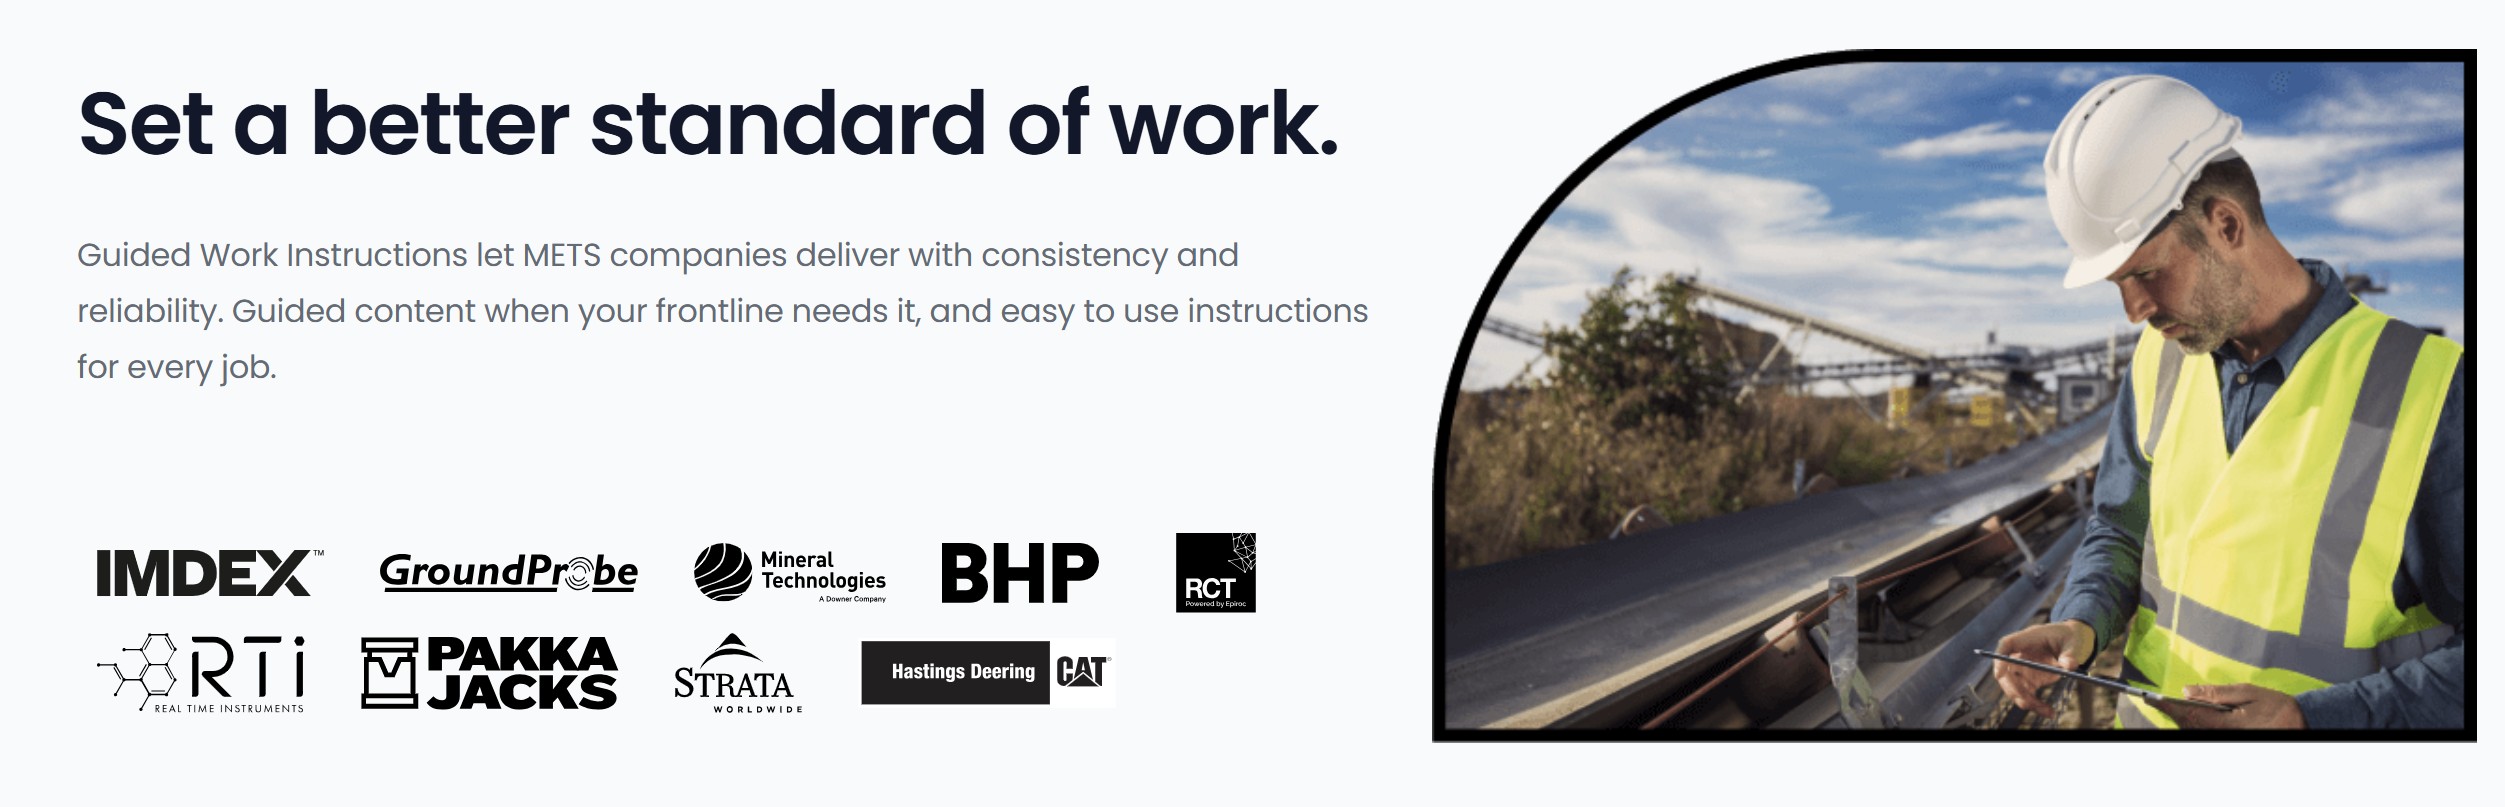 Set a better standard of work.
Guided Work Instructions let METS companies deliver with consistency and
reliability. Guided content when your frontline needs it, and easy to use instructions
for every job.
IMDEX™
GroundProbe
Mineral
Technologies
A Downer Company
BHP
RCT
Powered by Epiroc
RTi
REAL TIME INSTRUMENTS
PAKKA
JACKS
STRATA
WORLDWIDE
Hastings Deering
CAT®